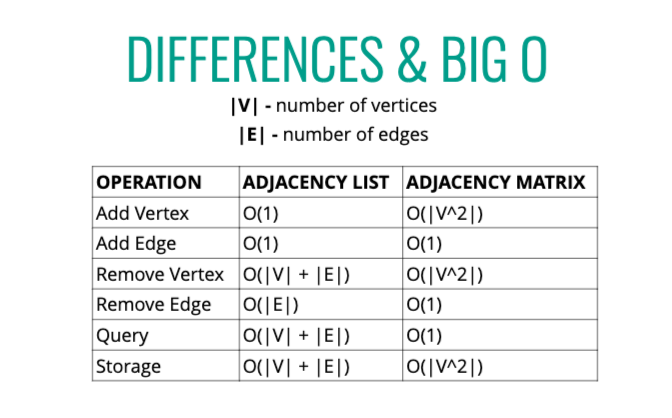 DIFFERENCES & BIG O
|V| - number of vertices
|E| - number of edges
OPERATION ADJACENCY LIST ADJACENCY MATRIX
Add Vertex O(1) O(|V^2|)
Add Edge O(1) O(1)
Remove Vertex O(|V| + |E|) O(|V^2|)
Remove Edge O(|E|) O(1)
Query O(|V| + |E|) O(1)
Storage O(|V| + |E|) O(|V^2|)